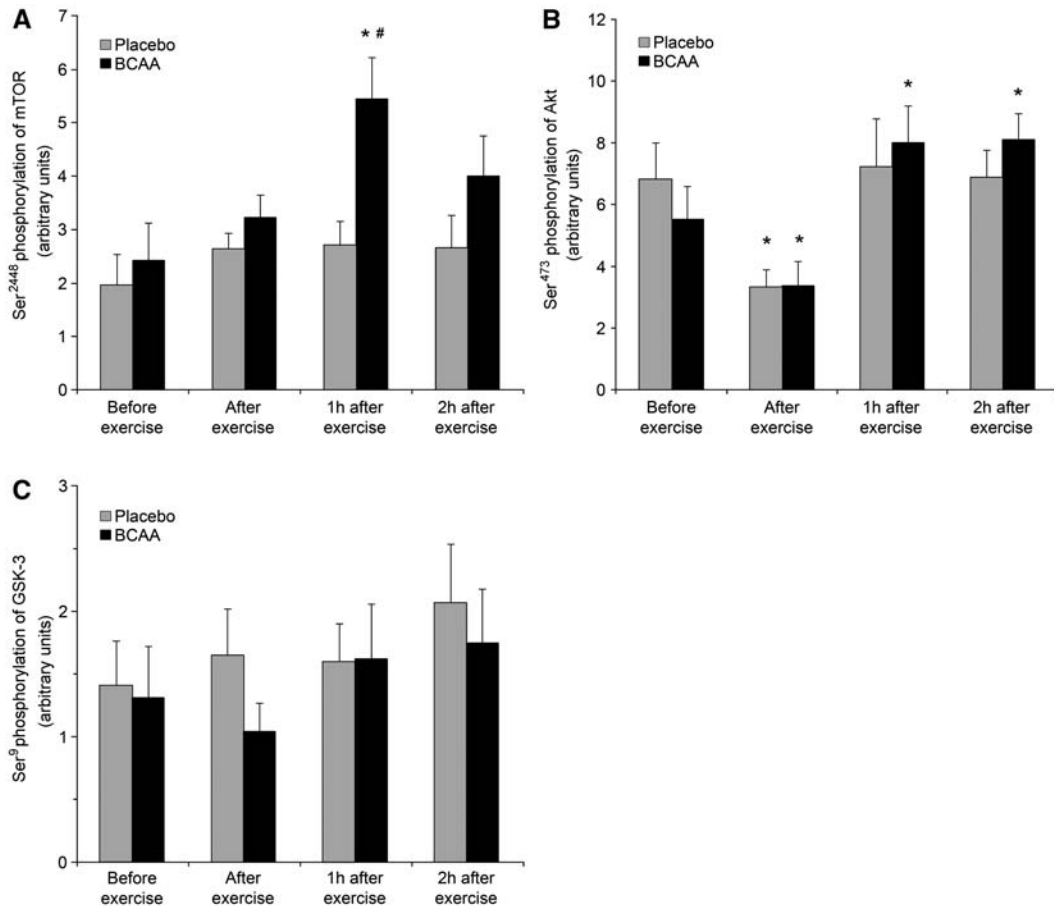 A
Ser2448 phosphorylation of mTOR
(arbitrary units)
7
6
5
4
3
2
1
0
Placebo
BCAA
* #
Before
exercise
After
exercise
1h after
exercise
2h after
exercise
B
Ser473 phosphorylation of Akt
(arbitrary units)
12
10
8
6
4
2
0
Placebo
BCAA
* * * *
Before
exercise
After
exercise
1h after
exercise
2h after
exercise
C
Ser9 phosphorylation of GSK-3
(arbitrary units)
3
2
1
0
Placebo
BCAA
Before
exercise
After
exercise
1h after
exercise
2h after
exercise